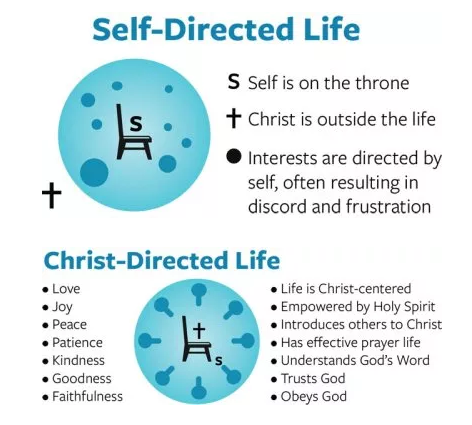 Self-Directed Life
S
S Self is on the throne
Christ is outside the life
Interests are directed by
self, often resulting in
discord and frustration
Christ-Directed Life
• Love
• Joy
• Peace
• Patience
• Kindness
• Goodness
• Faithfulness
S
• Life is Christ-centered
• Empowered by Holy Spirit
• Introduces others to Christ
• Has effective prayer life
• Understands God's Word
• Trusts God
• Obeys God